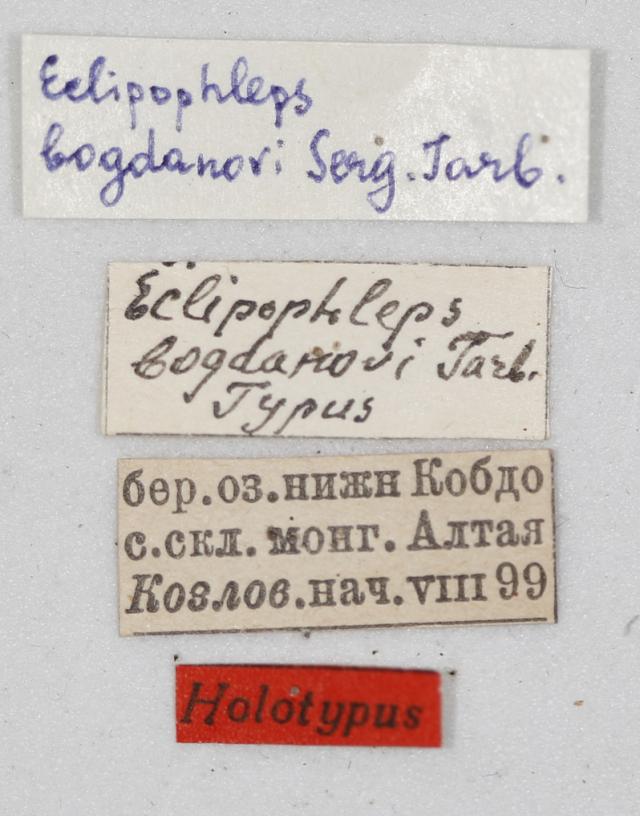 Eclipophleps
bogdanovi Serg. Tarb.
Eclipophleps
bogdanovi Tarb.
Typus
бер.оз.нижн Кобдо
с.скл. монг. Алтая
Козлов.нач.VIII 99
Holotypus